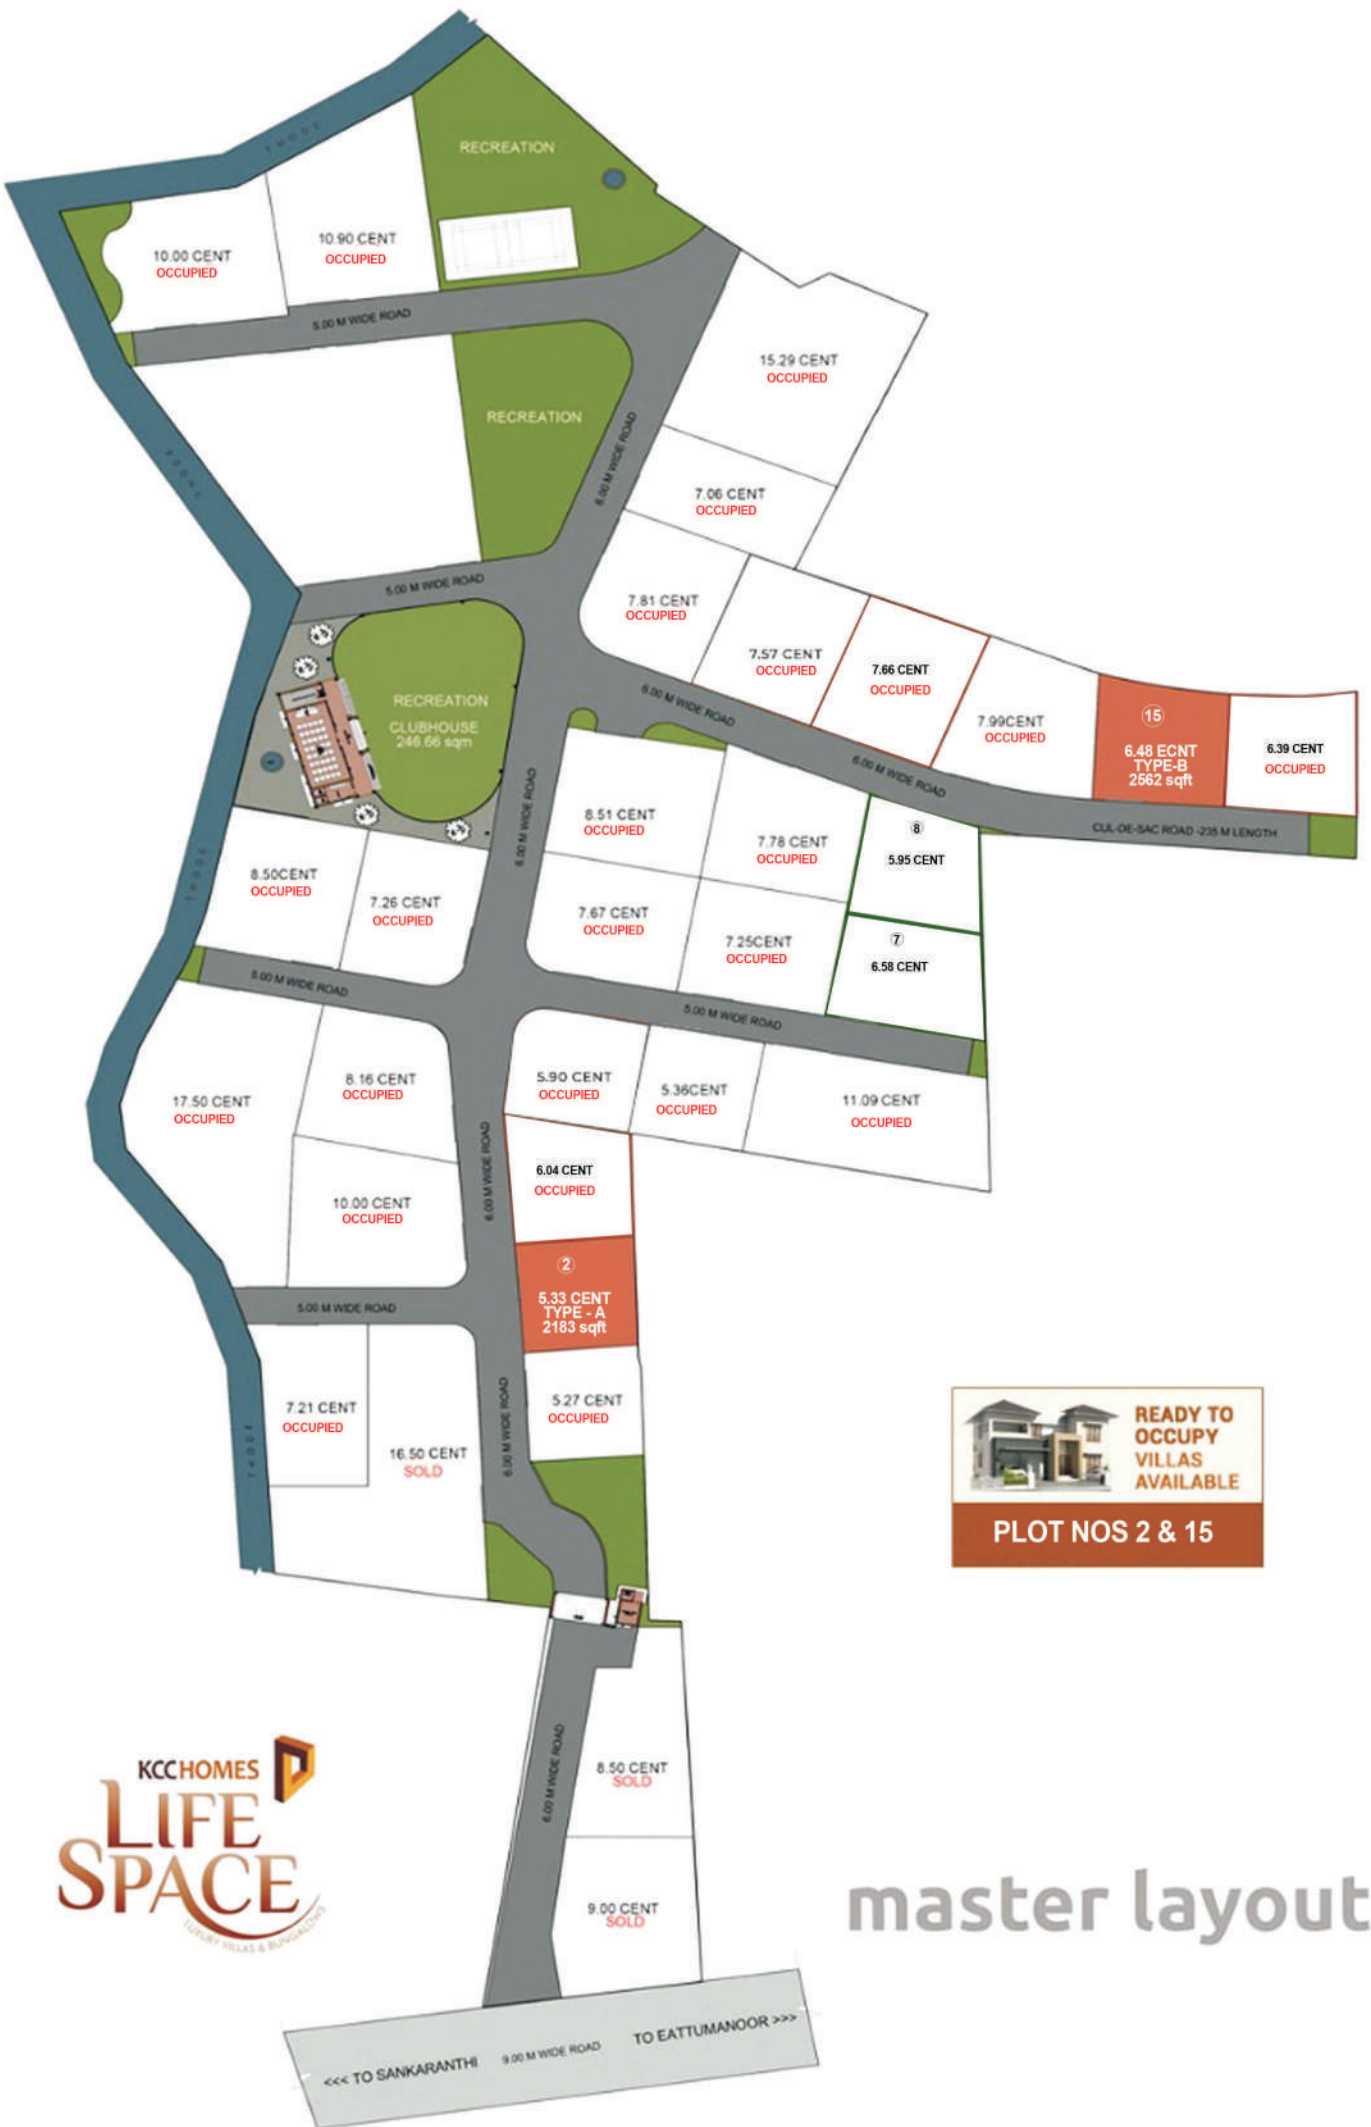 THODE
RECREATION
10.00 CENT
OCCUPIED
10.90 CENT
OCCUPIED
5.00 M WIDE ROAD
15.29 CENT
OCCUPIED
RECREATION
6.00 M WIDE ROAD
THODE
7.06 CENT
OCCUPIED
5.00 M WIDE ROAD
7.81 CENT
OCCUPIED
7.57 CENT
OCCUPIED
7.66 CENT
OCCUPIED
7.99CENT
OCCUPIED
15
6.48 ECNT
TYPE-B
2562 sqft
6.39 CENT
OCCUPIED
6.00 M WIDE ROAD
6.00 M WIDE ROAD
CUL-DE-SAC ROAD -235 M LENGTH
RECREATION
CLUBHOUSE
246.66 sqm
6.00 M WIDE ROAD
8.51 CENT
OCCUPIED
7.78 CENT
OCCUPIED
8
5.95 CENT
THODE
8.50CENT
OCCUPIED
7.26 CENT
OCCUPIED
7.67 CENT
OCCUPIED
7.25CENT
OCCUPIED
7
6.58 CENT
5.00 M WIDE ROAD
5.00 M WIDE ROAD
17.50 CENT
OCCUPIED
8.16 CENT
OCCUPIED
5.90 CENT
OCCUPIED
5.36CENT
OCCUPIED
11.09 CENT
OCCUPIED
6.00 M WIDE ROAD
10.00 CENT
OCCUPIED
6.04 CENT
OCCUPIED
2
5.33 CENT
TYPE - A
2183 sqft
5.00 M WIDE ROAD
7.21 CENT
OCCUPIED
THODE
16.50 CENT
SOLD
6.00 M WIDE ROAD
5.27 CENT
OCCUPIED
READY TO
OCCUPY
VILLAS
AVAILABLE
PLOT NOS 2 & 15
6.00 M WIDE ROAD
8.50 CENT
SOLD
9.00 CENT
SOLD
KCCHOMES
LIFE
SPACE
LUXURY VILLAS & BUNGALOWS
master layout
<<< TO SANKARANTHI
9.00 M WIDE ROAD
TO EATTUMANOOR >>>